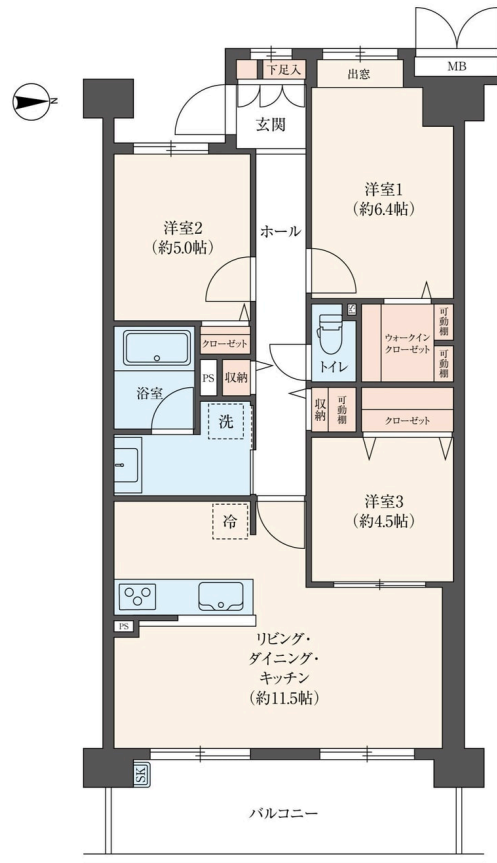 MB
下足入
出窓
N
玄関
洋室1
(約6.4帖)
洋室2
(約5.0帖)
ホール
クローゼット
トイレ
ウォークイン
クローゼット
可動棚
可動棚
浴室
PS
収納
収納
可動棚
クローゼット
洗
冷
洋室3
(約4.5帖)
PS
リビング・
ダイニング・
キッチン
(約11.5帖)
SK
バルコニー